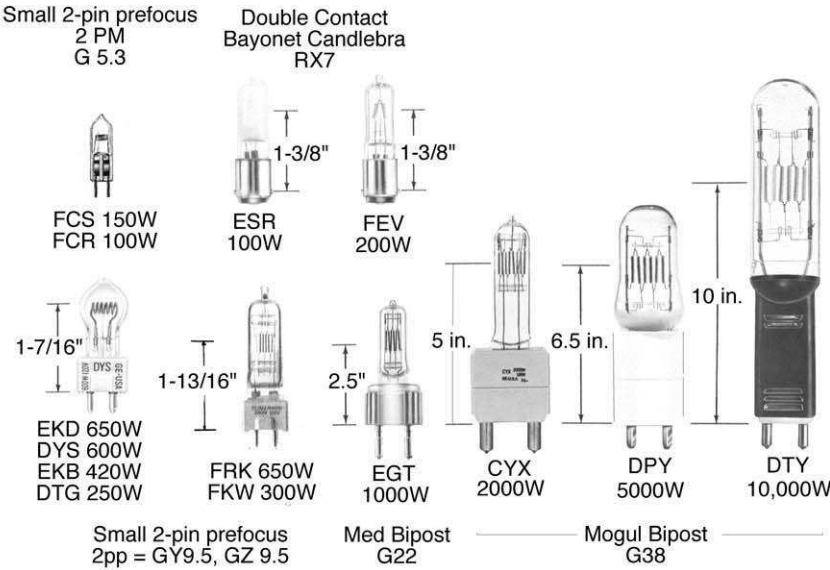 Small 2-pin prefocus
2 PM
G 5.3
Double Contact
Bayonet Candlebra
RX7
1-3/8"
1-3/8"
FCS 150W
FCR 100W
ESR
100W
FEV
200W
1-7/16"
DYS
GE-USA
1-13/16"
2.5"
5 in.
CYX
6.5 in.
10 in.
EKD 650W
DYS 600W
EKB 420W
DTG 250W
FRK 650W
FKW 300W
EGT
1000W
CYX
2000W
DPY
5000W
DTY
10,000W
Small 2-pin prefocus
2pp = GY9.5, GZ 9.5
Med Bipost
G22
Mogul Bipost
G38